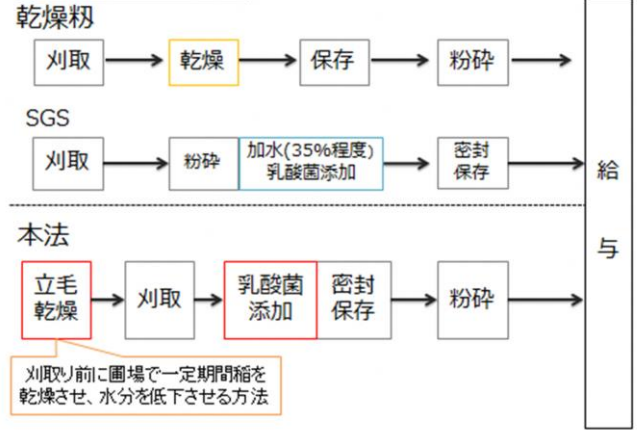 乾燥籾
刈取 乾燥 保存 粉砕
SGS
刈取 粉砕 加水(35%程度) 乳酸菌添加 密封 保存
本法
立毛 乾燥 刈取 乳酸菌 添加 密封 保存 粉砕
刈取り前に圃場で一定期間稲を
乾燥させ、水分を低下させる方法
給
与